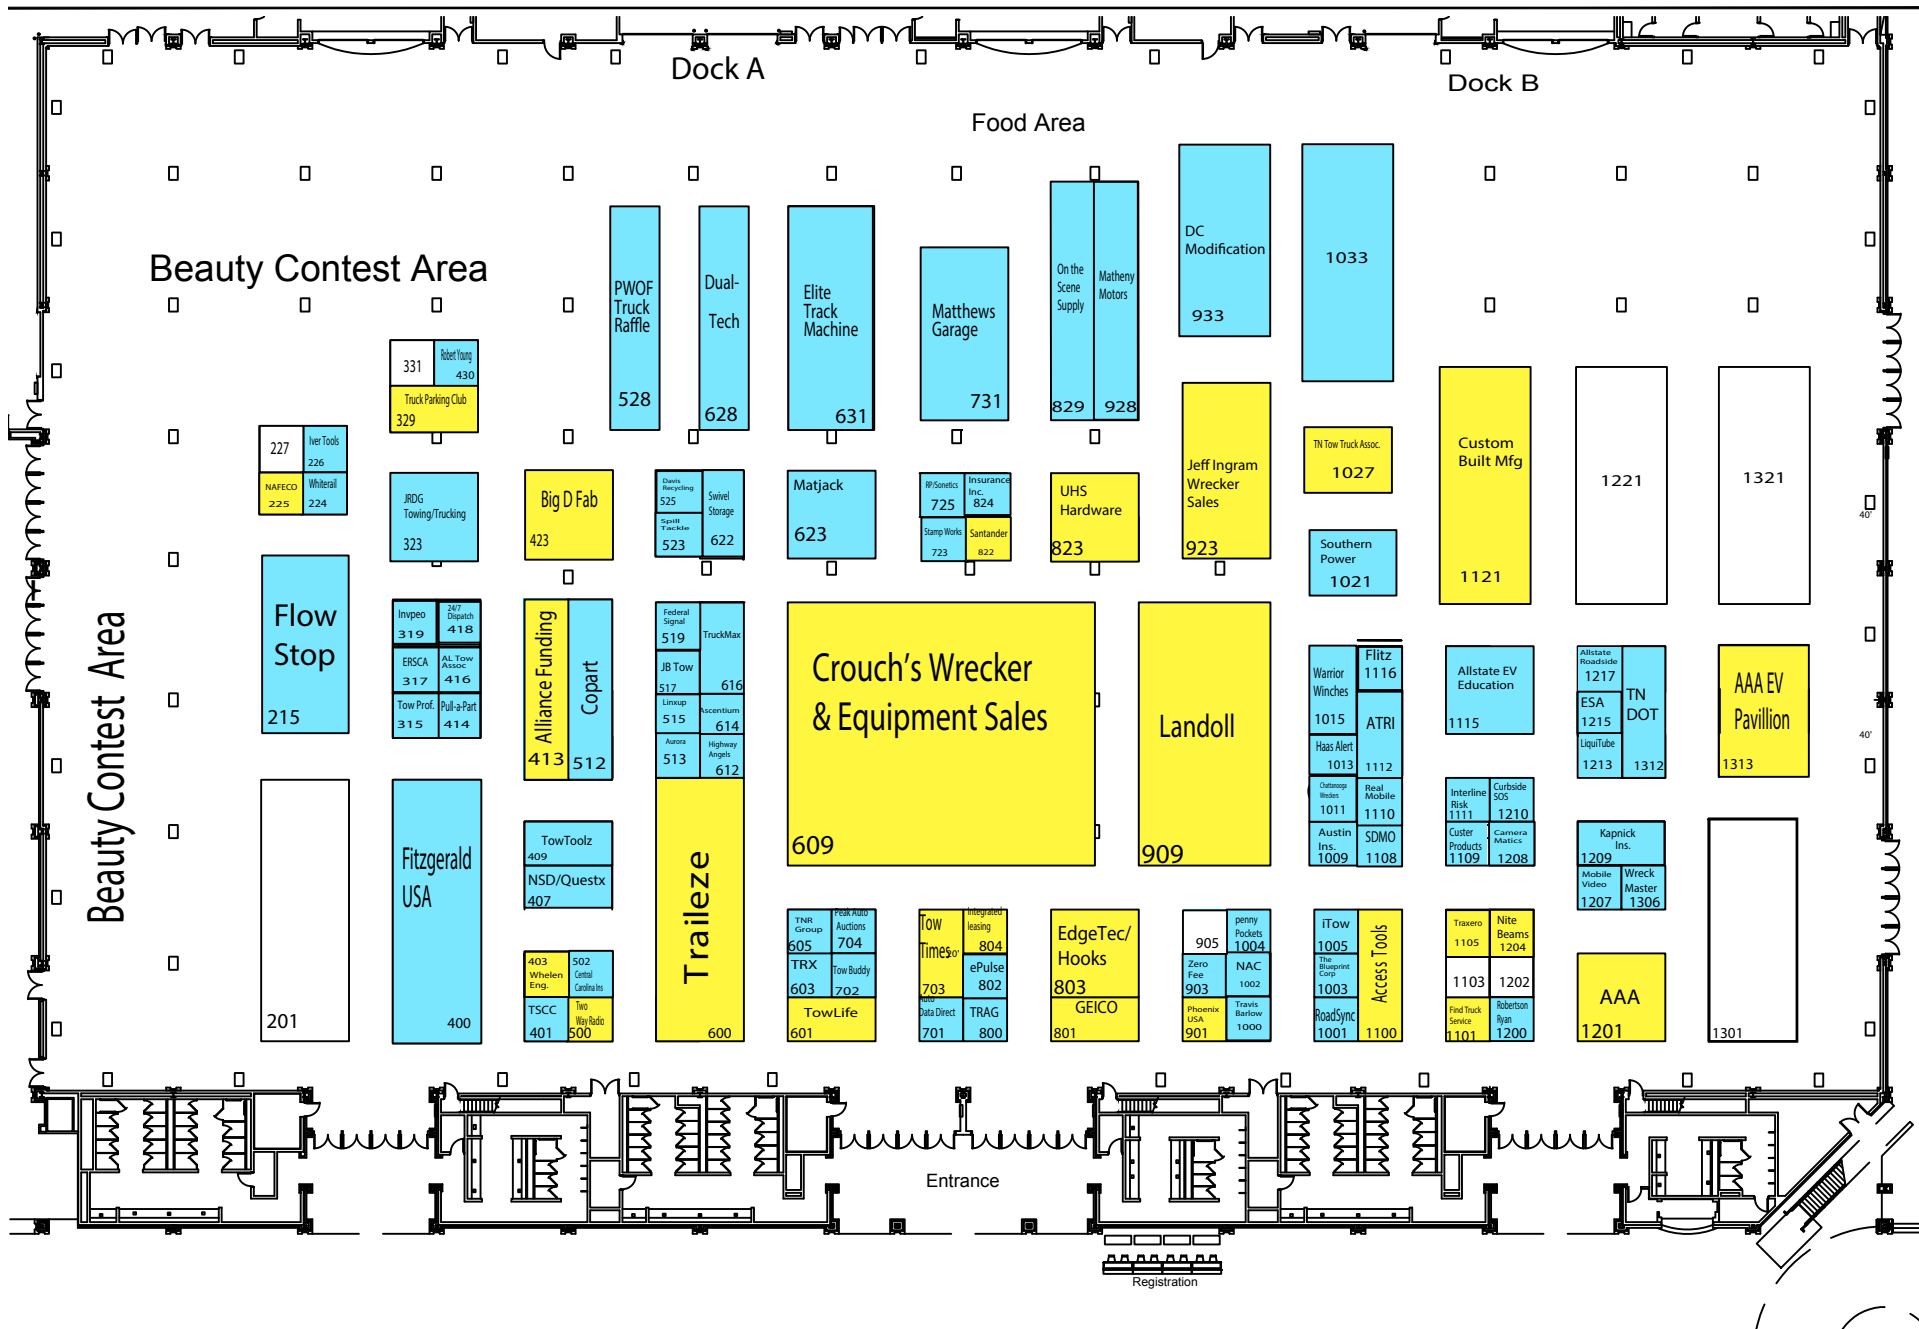 Dock A
Dock B
Food Area
Beauty Contest Area
Beauty Contest Area
PWOF
Truck
Raffle
528
Dual-
Tech
628
Elite
Track
Machine
631
Matthews
Garage
731
On the
Scene
Supply
829
Matheny
Motors
928
DC
Modification
933
1033
331
Robert Young
430
Truck Parking Club
329
227
Iver Tools
226
NAFECO
225
Whiterail
224
JRDG
Towing/Trucking
323
Big D Fab
423
Davis
Recycling
525
Spill
Tackle
523
Swivel
Storage
622
Matjack
623
RP/Sonetics
725
Insurance
Inc.
824
Stamp Works
723
Santander
822
UHS
Hardware
823
Jeff Ingram
Wrecker
Sales
923
TN Tow Truck Assoc.
1027
Southern
Power
1021
Custom
Built Mfg
1121
1221
1321
40'
Flow
Stop
215
Invpeo
319
24/7
Dispatch
418
ERSCA
317
AL Tow
Assoc
416
Tow Prof.
315
Pull-a-Part
414
Alliance Funding
413
Copart
512
Federal
Signal
519
TruckMax
616
JB Tow
517
Linxup
515
Ascentium
614
Aurora
513
Highway
Angels
612
Crouch's Wrecker
& Equipment Sales
609
Landoll
909
Warrior
Winches
1015
Flitz
1116
ATRI
1112
Haas Alert
1013
Chattanooga
Wreckers
1011
Real
Mobile
1110
Austin
Ins.
1009
SDMO
1108
Allstate EV
Education
1115
Allstate
Roadside
1217
ESA
1215
LiquiTube
1213
TN
DOT
1312
AAA EV
Pavillion
1313
40'
201
Fitzgerald
USA
400
TowToolz
409
NSD/Questx
407
Traileze
600
Interline
Risk
1111
Curbside
SOS
1210
Custer
Products
1109
Camera
Matics
1208
Kapnick
Ins.
1209
Mobile
Video
1207
Wreck
Master
1306
1301
403
Whelen
Eng.
502
Central
Carolina Ins
TSCC
401
Two
Way Radio
500
TNR
Group
605
Peak Auto
Auctions
704
TRX
603
Tow Buddy
702
TowLife
601
Tow
Times
20'
703
Integrated
leasing
804
ePulse
802
Auto
Data Direct
701
TRAG
800
EdgeTec/
Hooks
803
GEICO
801
905
penny
Pockets
1004
Zero
Fee
903
NAC
1002
Phoenix
USA
901
Travis
Barlow
1000
iTow
1005
The
Blueprint
Corp
1003
RoadSync
1001
Access Tools
1100
Traxero
1105
Nite
Beams
1204
1103
1202
Find Truck
Service
1101
Robertson
Ryan
1200
AAA
1201
Entrance
Registration